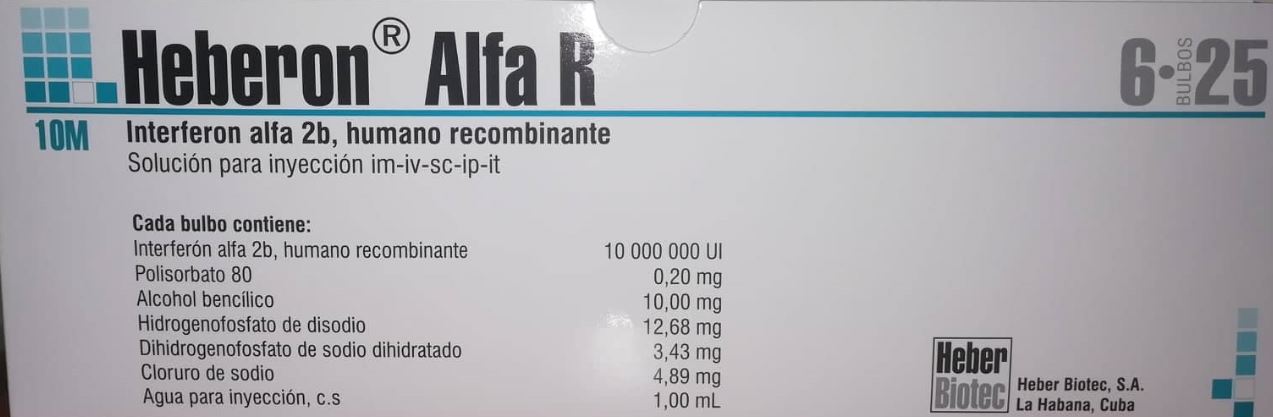 Heberon® Alfa R
6•25
BULBOS
10M
Interferon alfa 2b, humano recombinante
Solución para inyección im-iv-sc-ip-it
Cada bulbo contiene:
Interferón alfa 2b, humano recombinante 10 000 000 UI
Polisorbato 80 0,20 mg
Alcohol bencílico 10,00 mg
Hidrogenofosfato de disodio 12,68 mg
Dihidrogenofosfato de sodio dihidratado 3,43 mg
Cloruro de sodio 4,89 mg
Agua para inyección, c.s 1,00 mL
Heber
Biotec
Heber Biotec, S.A.
La Habana, Cuba